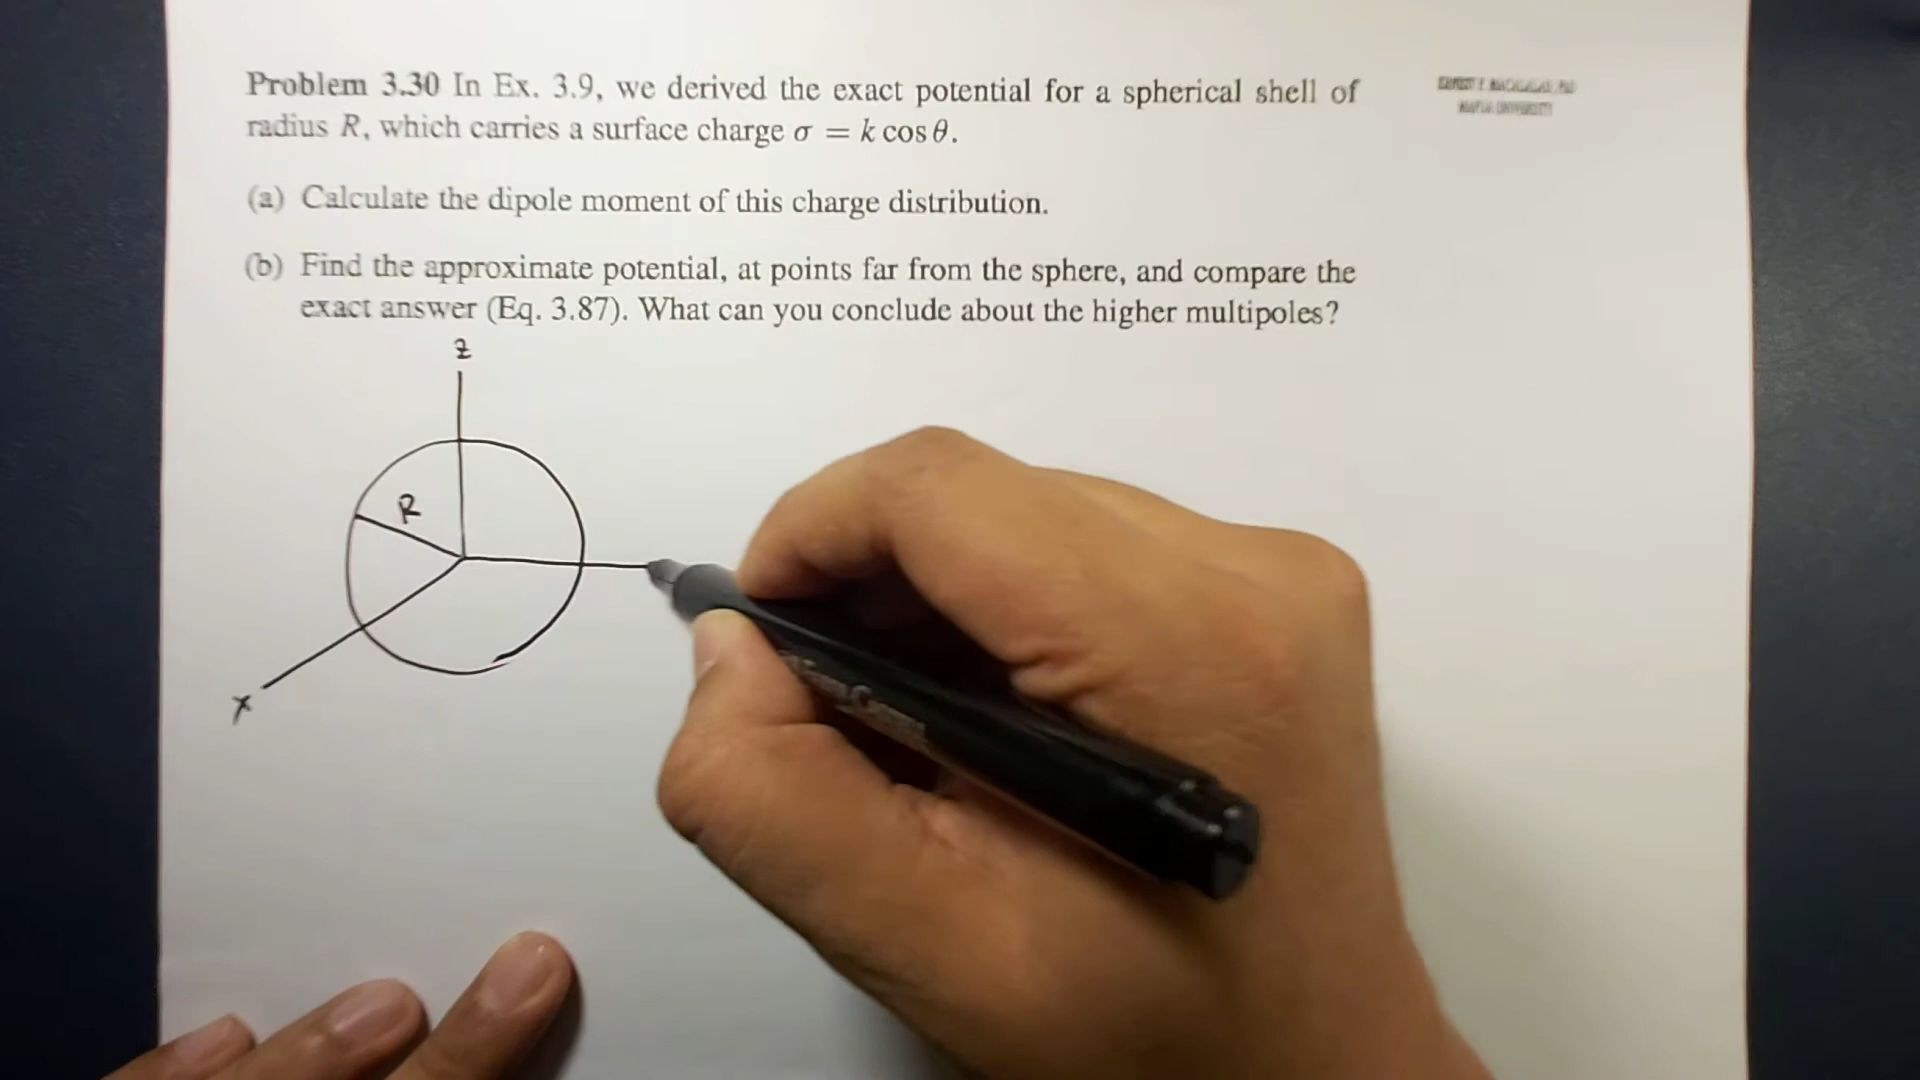 Problem 3.30 In Ex. 3.9, we derived the exact potential for a spherical shell of
radius R, which carries a surface charge σ = k cos θ.
(a) Calculate the dipole moment of this charge distribution.
(b) Find the approximate potential, at points far from the sphere, and compare the
exact answer (Eq. 3.87). What can you conclude about the higher multipoles?
z
R
x